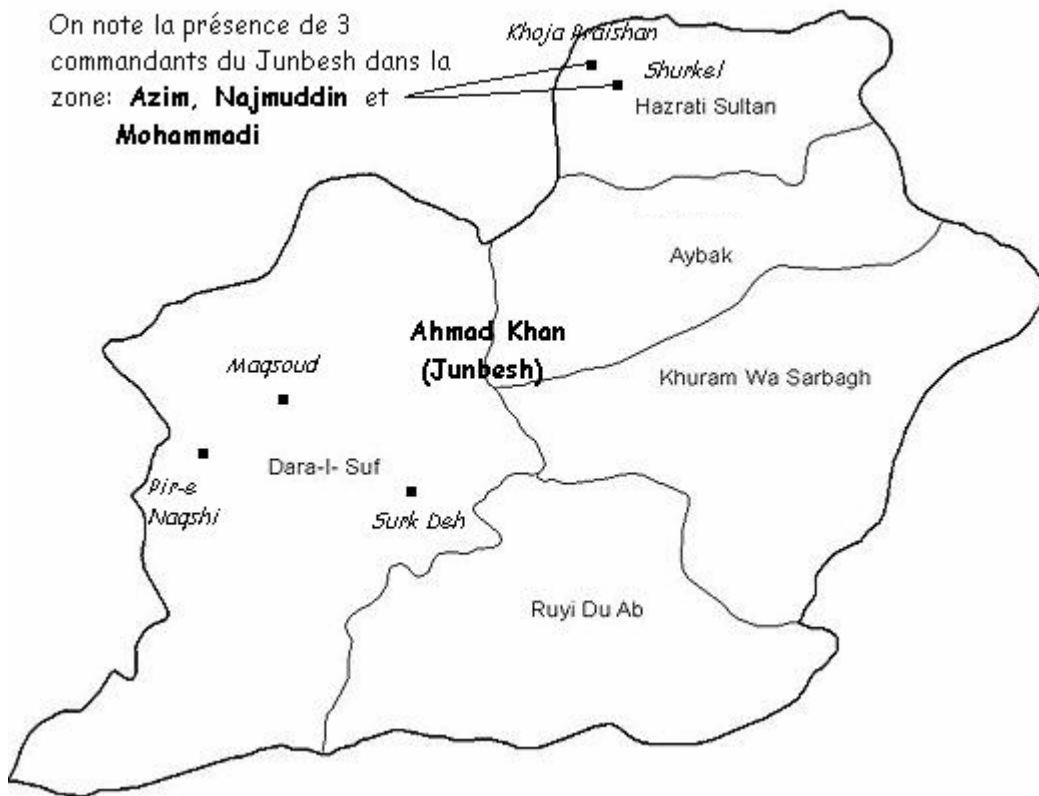 On note la présence de 3
commandants du Junbesh dans la
zone: Azim, Najmuddin et
Mohammadi
Khoja Araishan
Shurkel
Hazrati Sultan
Aybak
Ahmad Khan
(Junbesh)
Khuram Wa Sarbagh
Maqsoud
Dara-I- Suf
Pir-e
Naqshi
Surk Deh
Ruyi Du Ab